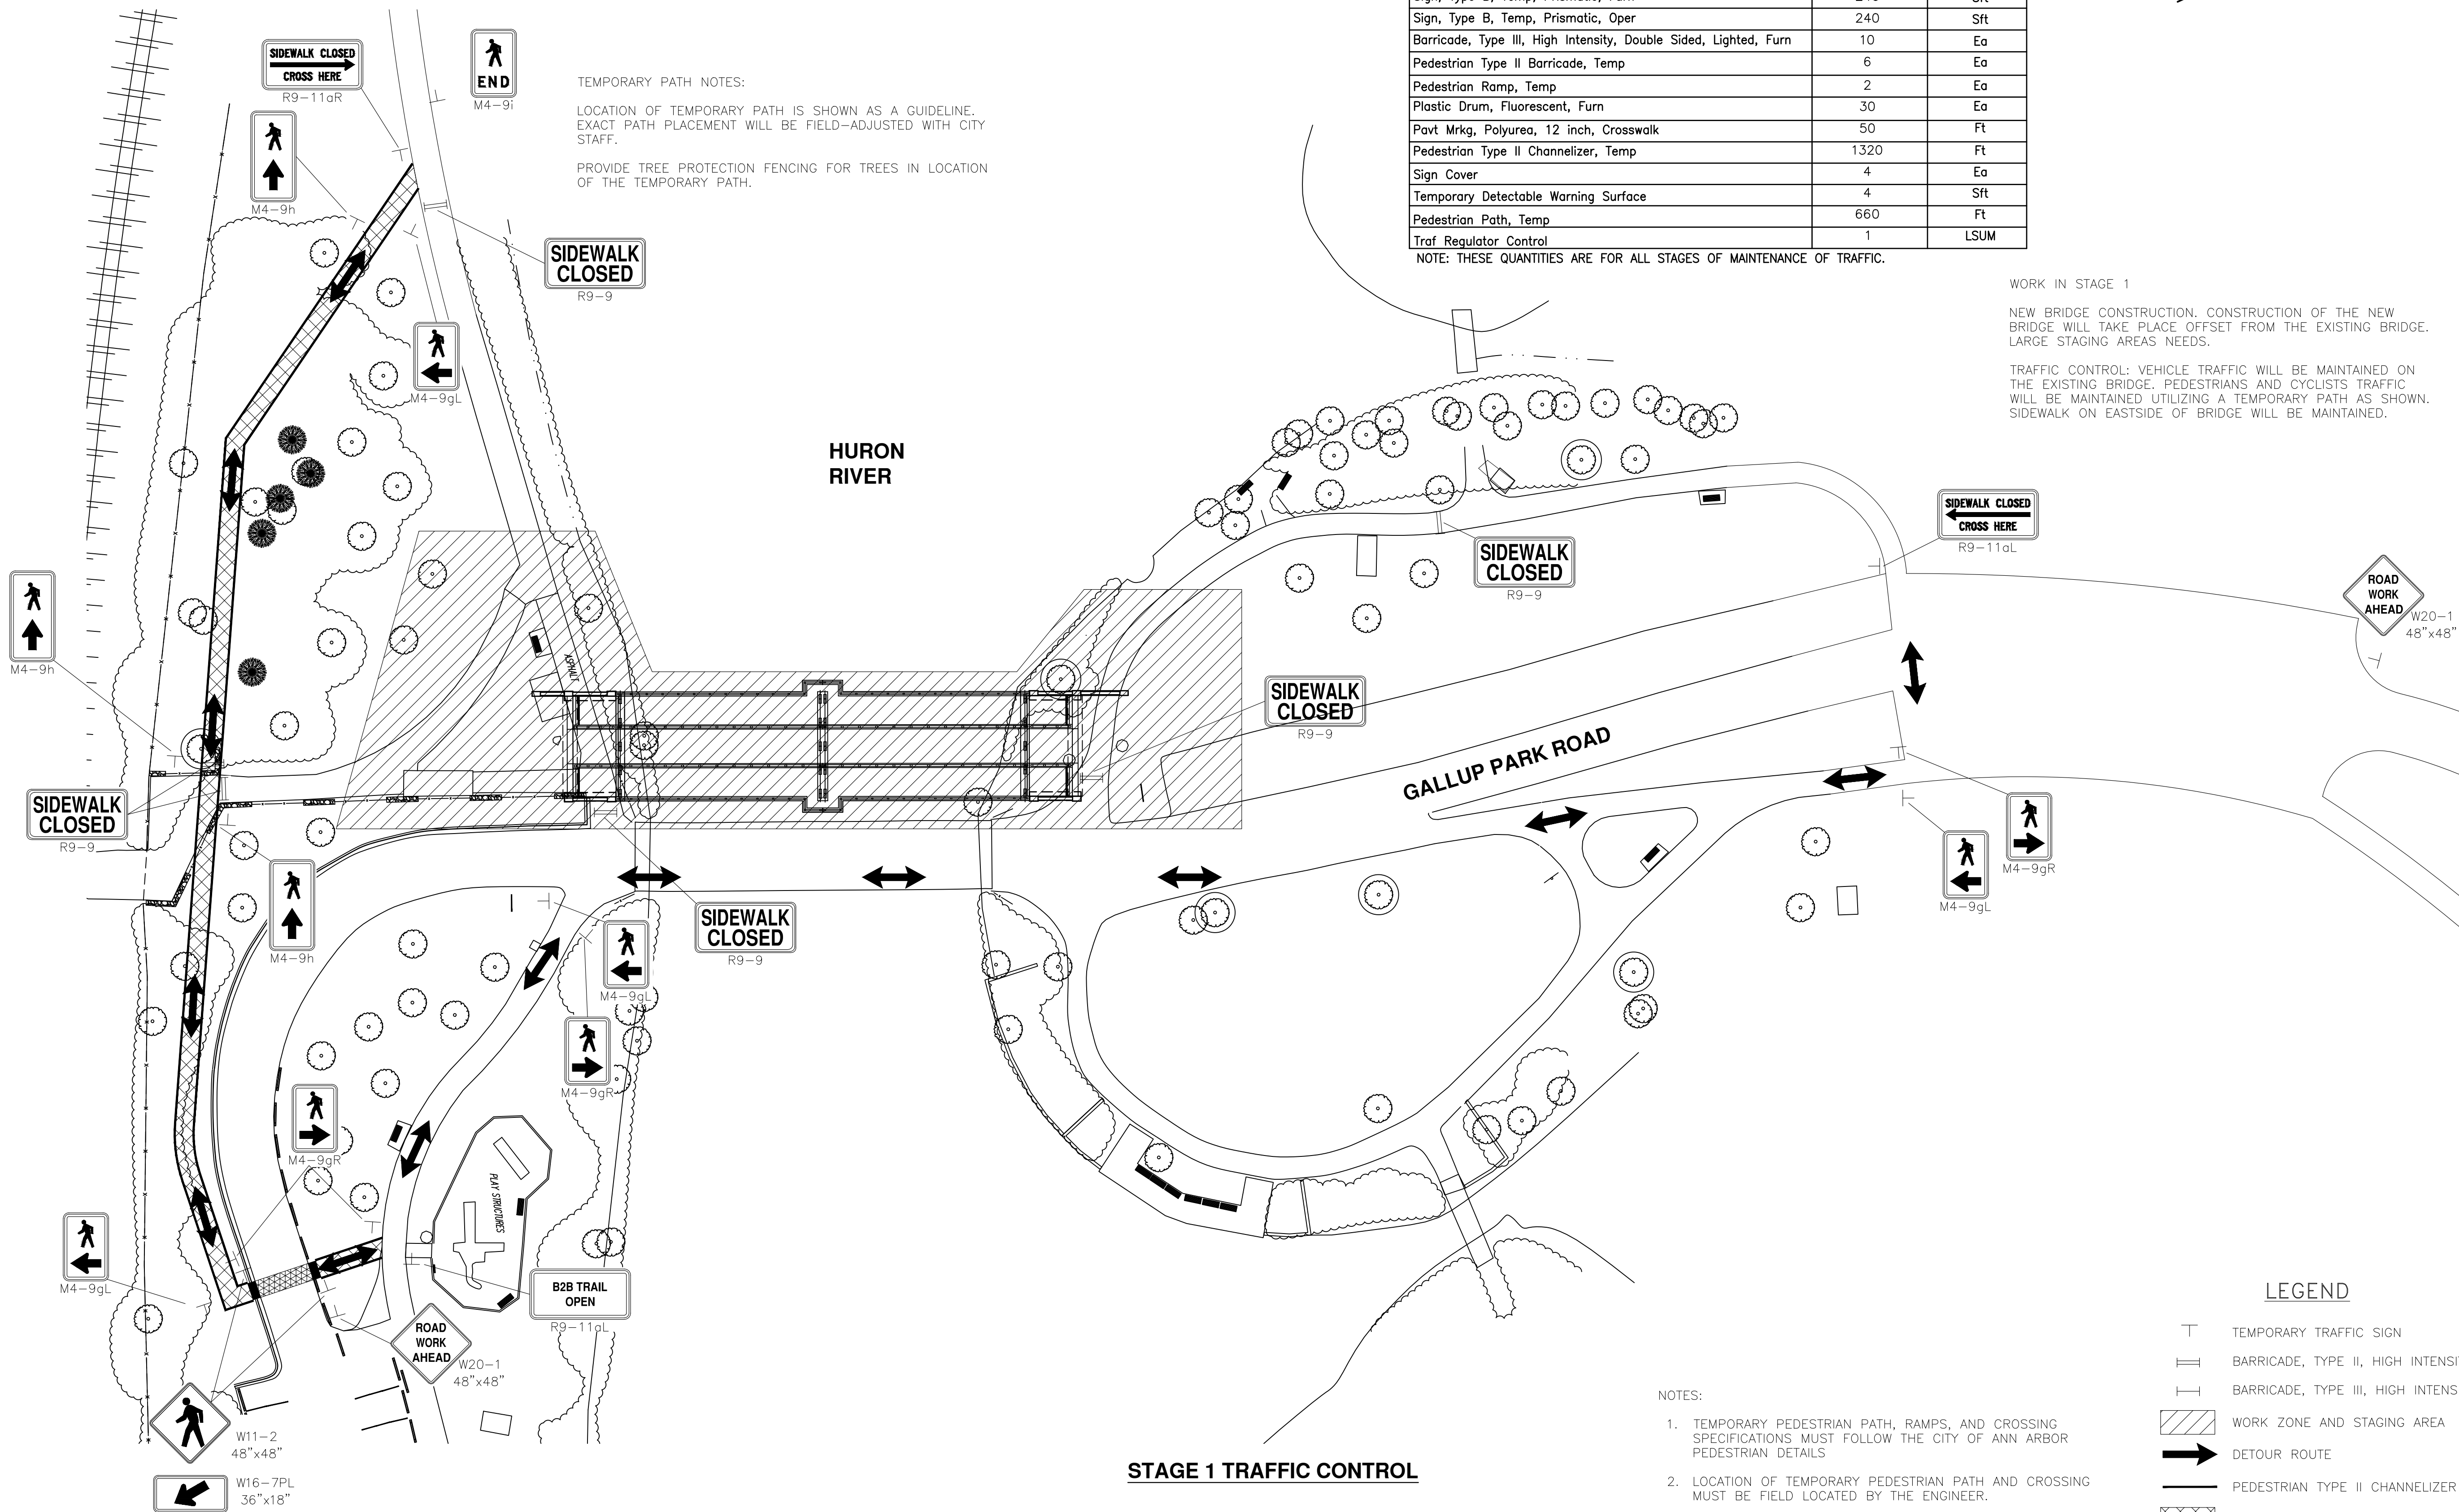 Sign, Type B, Temp, Prismatic, Oper 240 Sft
Barricade, Type III, High Intensity, Double Sided, Lighted, Furn 10 Ea
Pedestrian Type II Barricade, Temp 6 Ea
Pedestrian Ramp, Temp 2 Ea
Plastic Drum, Fluorescent, Furn 30 Ea
Pavt Mrkg, Polyurea, 12 inch, Crosswalk 50 Ft
Pedestrian Type II Channelizer, Temp 1320 Ft
Sign Cover 4 Ea
Temporary Detectable Warning Surface 4 Sft
Pedestrian Path, Temp 660 Ft
Traf Regulator Control 1 LSUM
NOTE: THESE QUANTITIES ARE FOR ALL STAGES OF MAINTENANCE OF TRAFFIC.
SIDEWALK CLOSED
CROSS HERE
R9-11aR
END
M4-9i
M4-9h
TEMPORARY PATH NOTES:
LOCATION OF TEMPORARY PATH IS SHOWN AS A GUIDELINE.
EXACT PATH PLACEMENT WILL BE FIELD-ADJUSTED WITH CITY
STAFF.
PROVIDE TREE PROTECTION FENCING FOR TREES IN LOCATION
OF THE TEMPORARY PATH.
SIDEWALK
CLOSED
R9-9
M4-9gL
WORK IN STAGE 1
NEW BRIDGE CONSTRUCTION. CONSTRUCTION OF THE NEW
BRIDGE WILL TAKE PLACE OFFSET FROM THE EXISTING BRIDGE.
LARGE STAGING AREAS NEEDS.
TRAFFIC CONTROL: VEHICLE TRAFFIC WILL BE MAINTAINED ON
THE EXISTING BRIDGE. PEDESTRIANS AND CYCLISTS TRAFFIC
WILL BE MAINTAINED UTILIZING A TEMPORARY PATH AS SHOWN.
SIDEWALK ON EASTSIDE OF BRIDGE WILL BE MAINTAINED.
HURON
RIVER
SIDEWALK CLOSED
CROSS HERE
R9-11aL
SIDEWALK
CLOSED
R9-9
ROAD
WORK
AHEAD
W20-1
48"x48"
M4-9h
ASPHALT
SIDEWALK
CLOSED
R9-9
GALLUP PARK ROAD
SIDEWALK
CLOSED
R9-9
M4-9gR
M4-9gL
M4-9h
SIDEWALK
CLOSED
R9-9
M4-9gL
M4-9gR
M4-9gR
PLAY STRUCTURES
M4-9gL
B2B TRAIL
OPEN
R9-11aL
ROAD
WORK
AHEAD
W20-1
48"x48"
W11-2
48"x48"
W16-7PL
36"x18"
STAGE 1 TRAFFIC CONTROL
NOTES:
1. TEMPORARY PEDESTRIAN PATH, RAMPS, AND CROSSING
SPECIFICATIONS MUST FOLLOW THE CITY OF ANN ARBOR
PEDESTRIAN DETAILS
2. LOCATION OF TEMPORARY PEDESTRIAN PATH AND CROSSING
MUST BE FIELD LOCATED BY THE ENGINEER.
LEGEND
TEMPORARY TRAFFIC SIGN
BARRICADE, TYPE II, HIGH INTENSI
BARRICADE, TYPE III, HIGH INTENS
WORK ZONE AND STAGING AREA
DETOUR ROUTE
PEDESTRIAN TYPE II CHANNELIZER